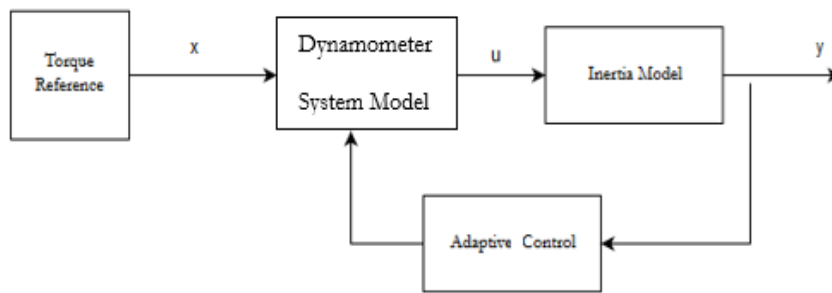 Torque
Reference
x
Dynamometer
System Model
u
Inertia Model
y
Adaptive Control